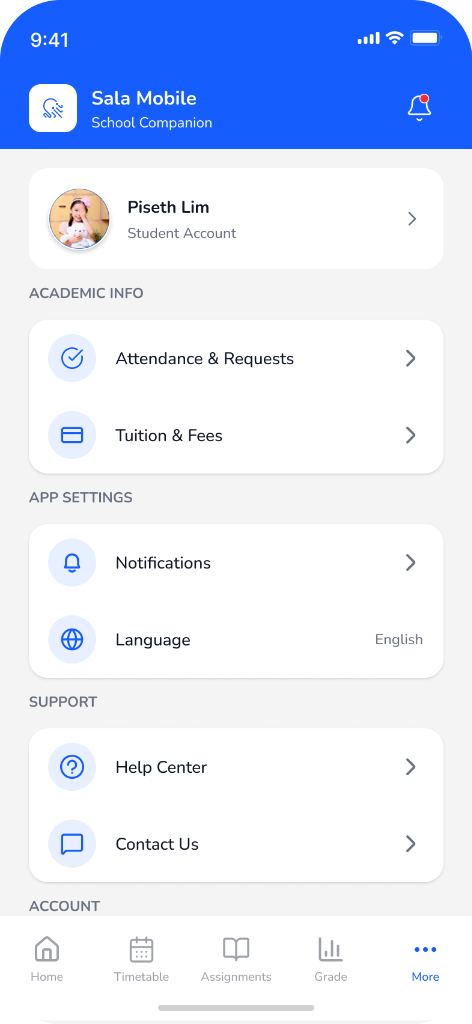 9:41
Sala Mobile
School Companion
Piseth Lim
Student Account
ACADEMIC INFO
Attendance & Requests
Tuition & Fees
APP SETTINGS
Notifications
Language English
SUPPORT
Help Center
Contact Us
ACCOUNT
Home Timetable Assignments Grade More